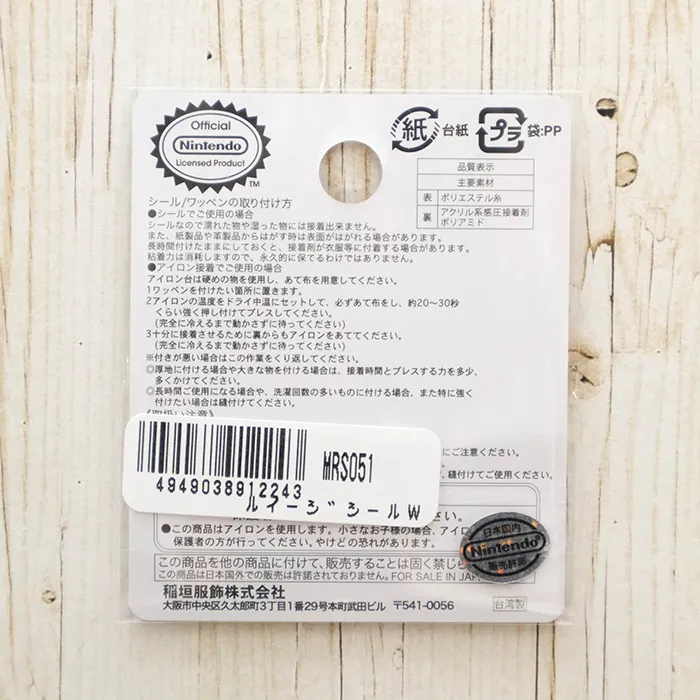 Official
Nintendo
Licensed Product
TM
紙 台紙
プラ 袋:PP
品質表示
主要素材
表 ポリエステル糸
裏 アクリル系感圧接着剤
ポリアミド
シール/ワッペンの取り付け方
●シールでご使用の場合
シールなので濡れた物や湿った物には接着出来ません。
また、紙製品や革製品からはがす時は表面がはがれる場合があります。
長時間付けたままにしておくと、接着剤が衣服等に付着する場合があります。
粘着力は消耗しますので、永久的に保てるわけではありません。
●アイロン接着でご使用の場合
アイロン台は硬めの物を使用し、あて布を用意してください。
1ワッペンを付けたい箇所に置きます。
2アイロンの温度をドライ中温にセットして、必ずあて布をし、約20〜30秒
くらい強く押し付けてプレスしてください。
(完全に冷えるまで動かさずに待ってください)
3十分に接着させるために裏からもアイロンをあててください。
(完全に冷えるまで動かさずに待ってください)
※付きが悪い場合はこの作業をくり返してください。
◎厚地に付ける場合や大きな物を付ける場合は、接着時間とプレスする力を多少、
多くかけてください。
◎長時間ご使用になる場合や、洗濯回数の多いものに付ける場合、また特に強く
付けたい場合は縫付けてください。
《取扱い注意》
にご注意ください。
、縫付けてご使用ください。
4949038912243
WRS051
ルイージシールW
●この商品はアイロンを使用します。小さなお子様の場合、アイロン
保護者の方が行ってください。やけどの恐れがあります。
この商品を他の商品に付けて、販売することは固く禁じら
この商品は日本国外での販売は許諾されておりません。FOR SALE IN JAP
日本国内
Nintendo
販売許諾
稲垣服飾株式会社
大阪市中央区久太郎町3丁目1番29号本町武田ビル 〒541-0056
台湾製